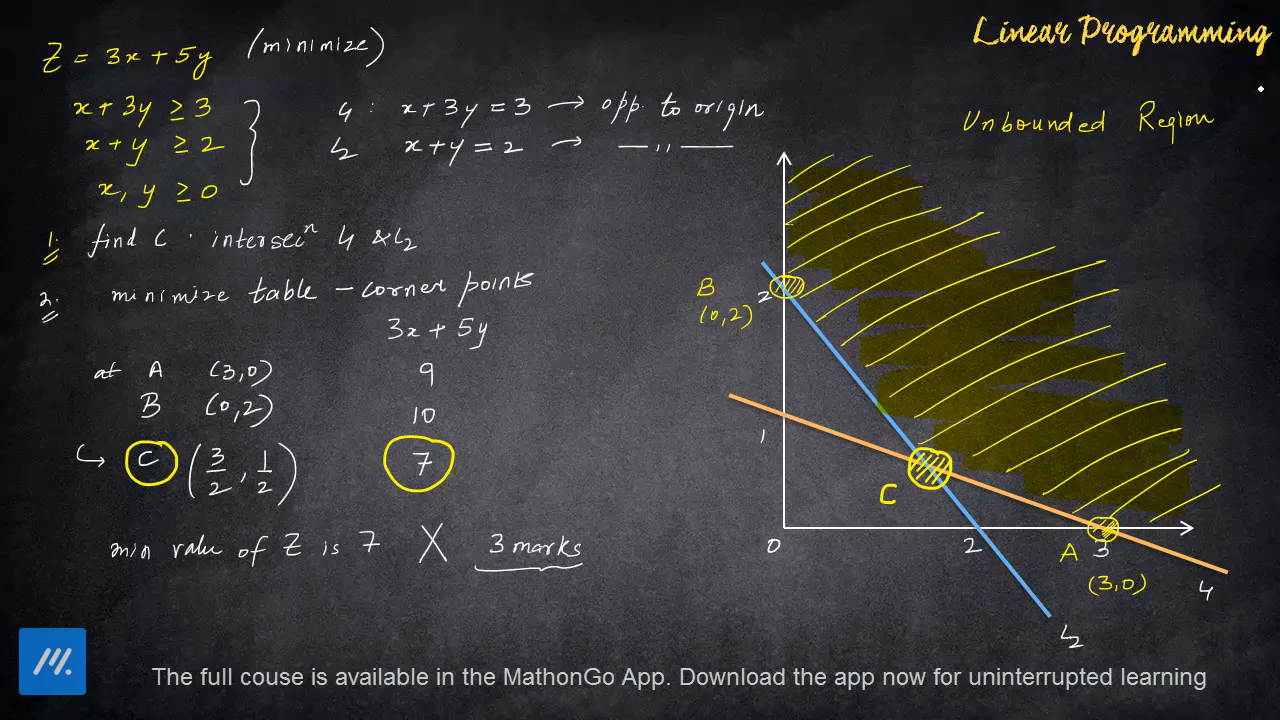 Linear Programming
Z = 3x + 5y (minimize)
x + 3y ≥ 3
x + y ≥ 2
x, y ≥ 0
L1 : x + 3y = 3 → opp. to origin
L2 x + y = 2 → — ,, —
Unbounded Region
1. find C . intersecⁿ L1 & L2
2. minimize table – corner points
3x + 5y
at A (3,0) 9
B (0,2) 10
↳ C (3/2, 1/2) 7
min value of Z is 7 X 3 marks
B
(0,2)
2
1
C
0
2
A 3
(3,0)
L1
L2
The full couse is available in the MathonGo App. Download the app now for uninterrupted learning